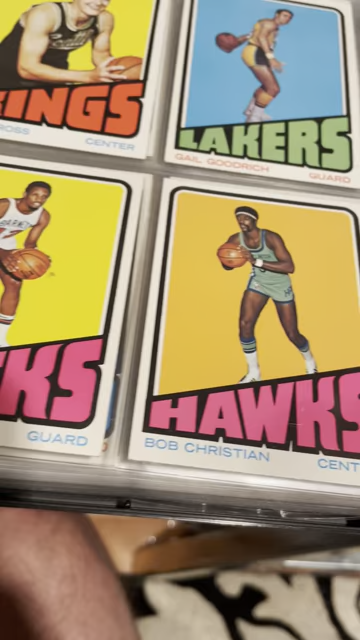 INGS
ROSS CENTER
LAKERS
GAIL GOODRICH GUARD
KS
GUARD
HAWKS
BOB CHRISTIAN CENT